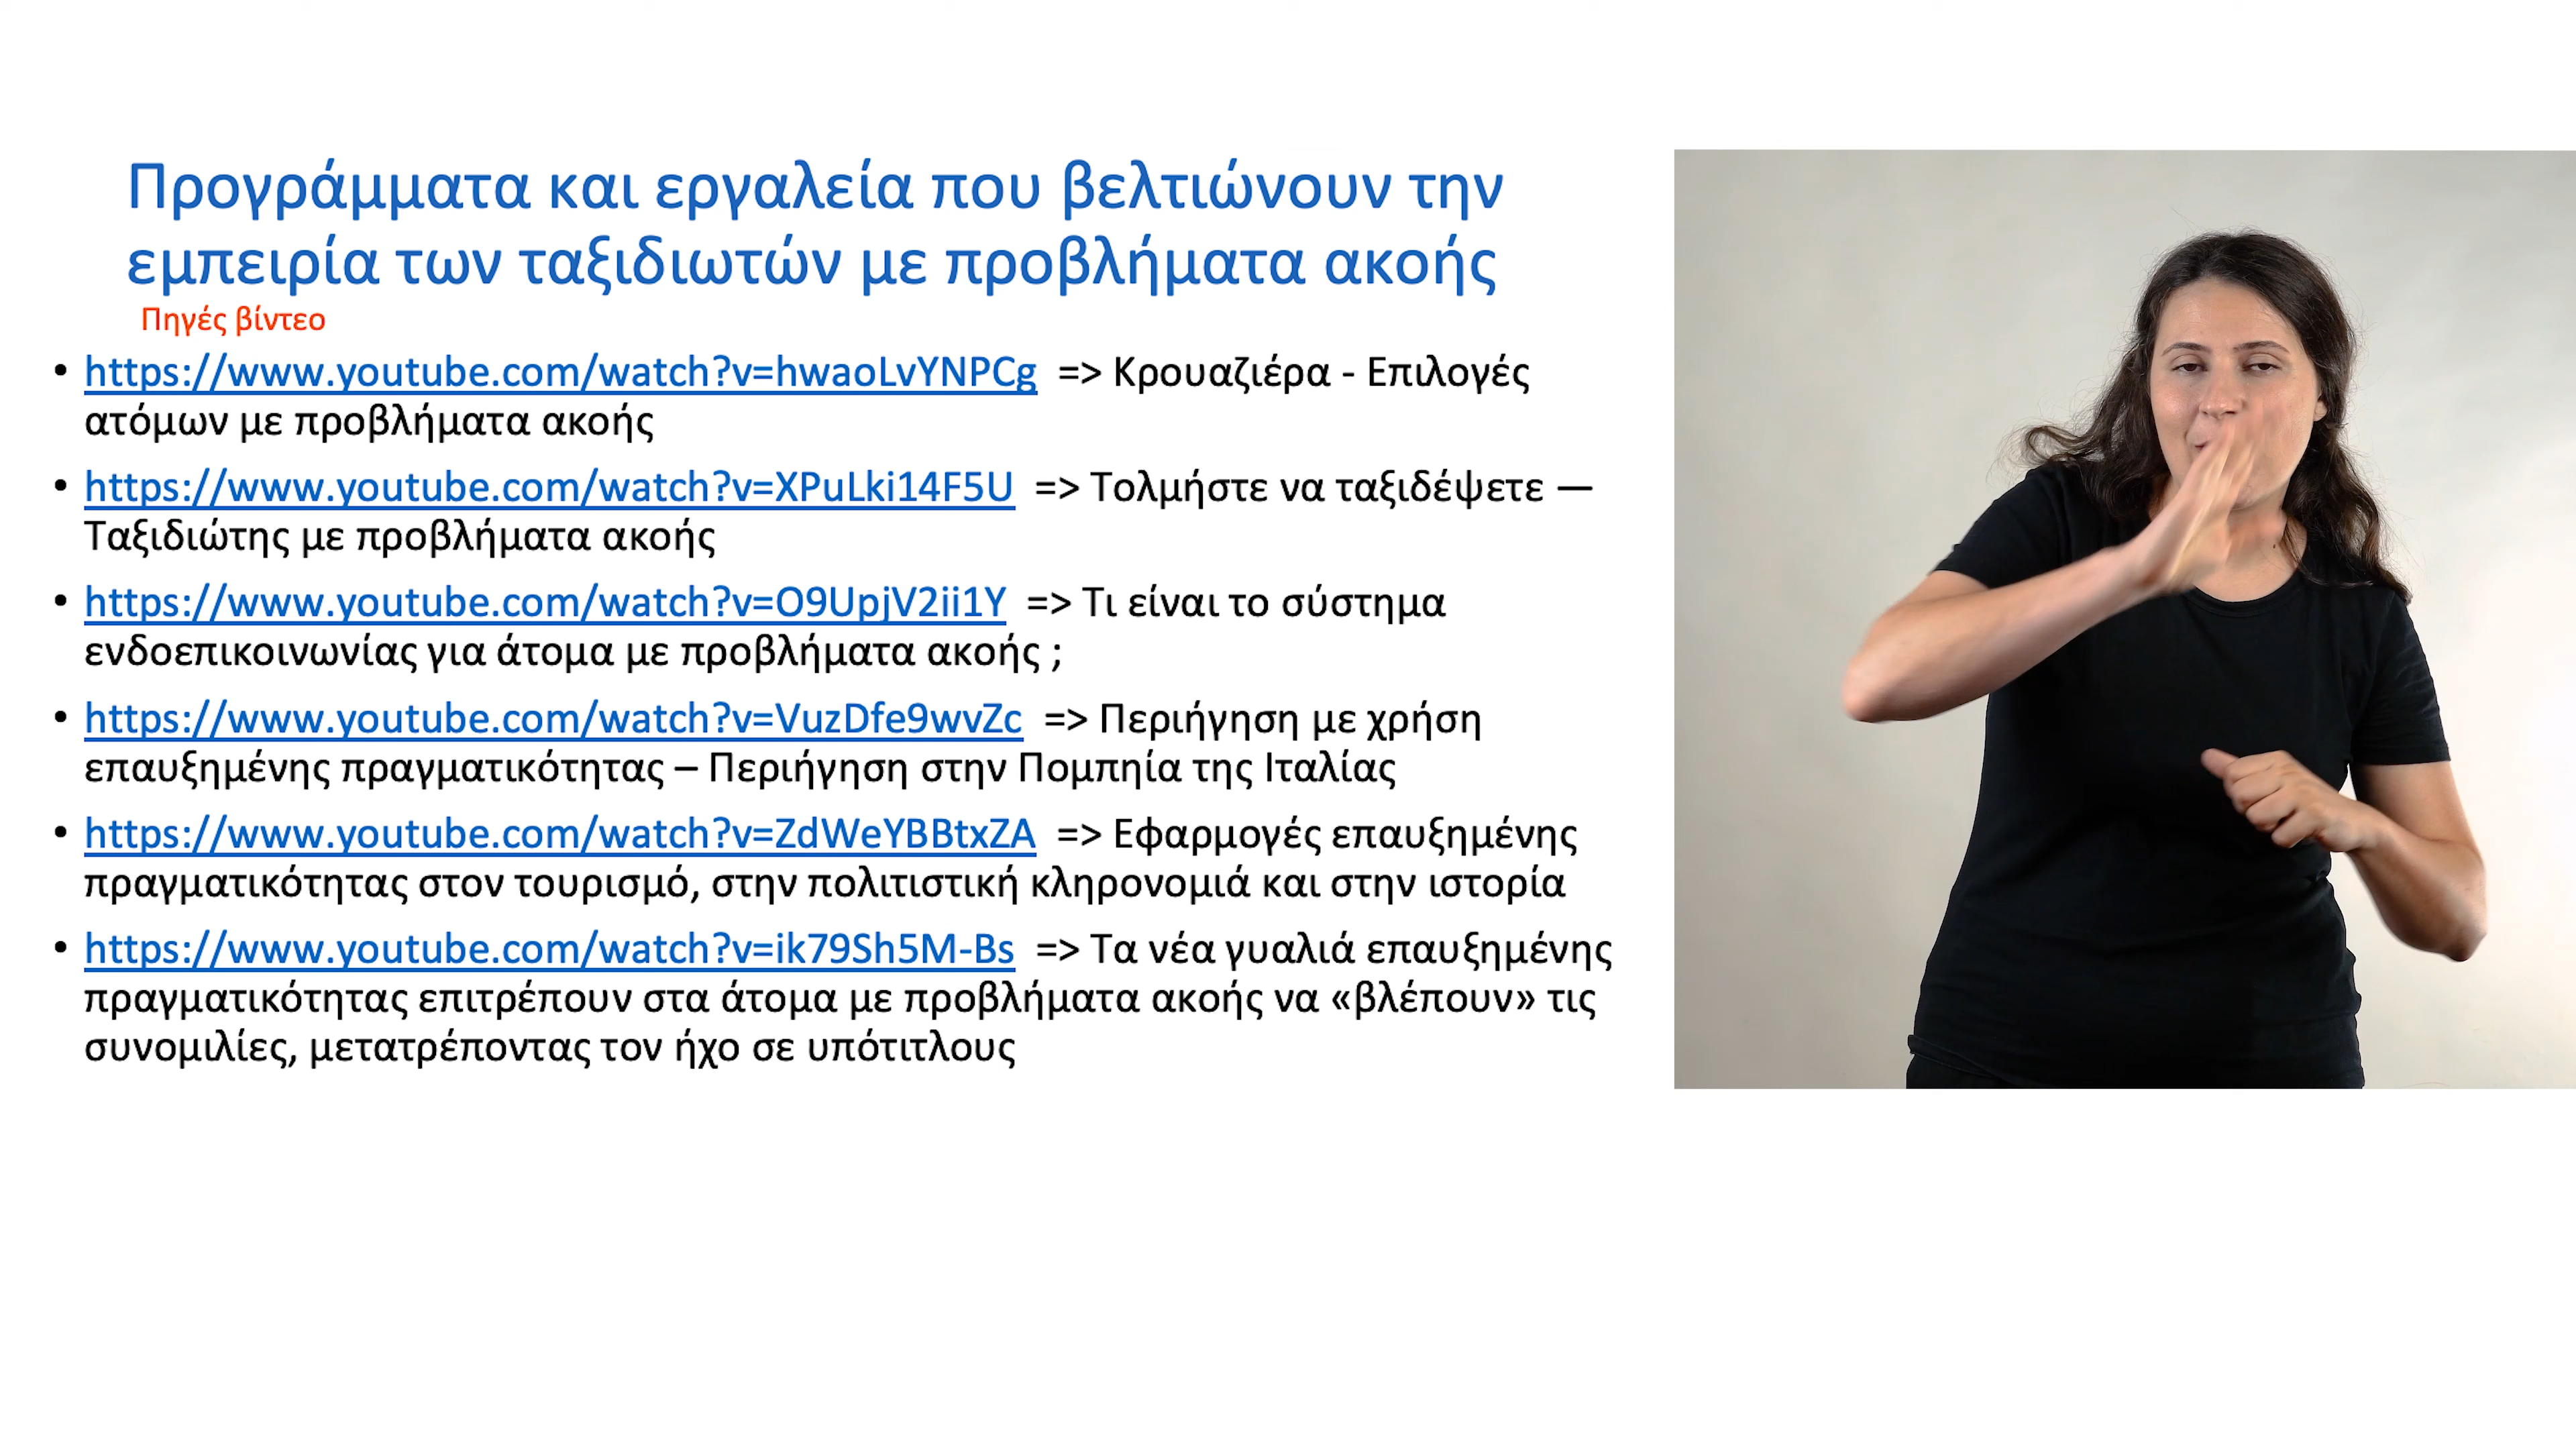 Προγράμματα και εργαλεία που βελτιώνουν την
εμπειρία των ταξιδιωτών με προβλήματα ακοής
Πηγές βίντεο
• https://www.youtube.com/watch?v=hwaoLvYNPCg => Κρουαζιέρα - Επιλογές
ατόμων με προβλήματα ακοής
• https://www.youtube.com/watch?v=XPuLki14F5U => Τολμήστε να ταξιδέψετε —
Ταξιδιώτης με προβλήματα ακοής
• https://www.youtube.com/watch?v=O9UpjV2ii1Y => Τι είναι το σύστημα
ενδοεπικοινωνίας για άτομα με προβλήματα ακοής ;
• https://www.youtube.com/watch?v=VuzDfe9wvZc => Περιήγηση με χρήση
επαυξημένης πραγματικότητας – Περιήγηση στην Πομπηία της Ιταλίας
• https://www.youtube.com/watch?v=ZdWeYBBtxZA => Εφαρμογές επαυξημένης
πραγματικότητας στον τουρισμό, στην πολιτιστική κληρονομιά και στην ιστορία
• https://www.youtube.com/watch?v=ik79Sh5M-Bs => Τα νέα γυαλιά επαυξημένης
πραγματικότητας επιτρέπουν στα άτομα με προβλήματα ακοής να «βλέπουν» τις
συνομιλίες, μετατρέποντας τον ήχο σε υπότιτλους